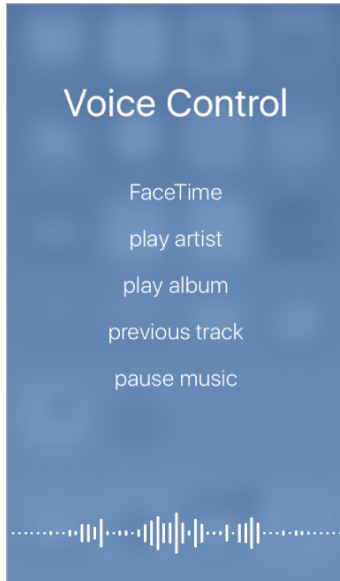 Voice Control
FaceTime
play artist
play album
previous track
pause music